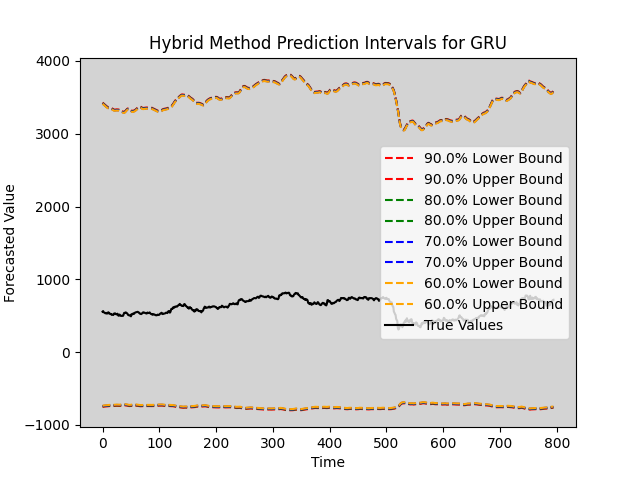 Hybrid Method Prediction Intervals for GRU
4000
3000
2000
1000
0
−1000
Forecasted Value
90.0% Lower Bound
90.0% Upper Bound
80.0% Lower Bound
80.0% Upper Bound
70.0% Lower Bound
70.0% Upper Bound
60.0% Lower Bound
60.0% Upper Bound
True Values
0 100 200 300 400 500 600 700 800
Time